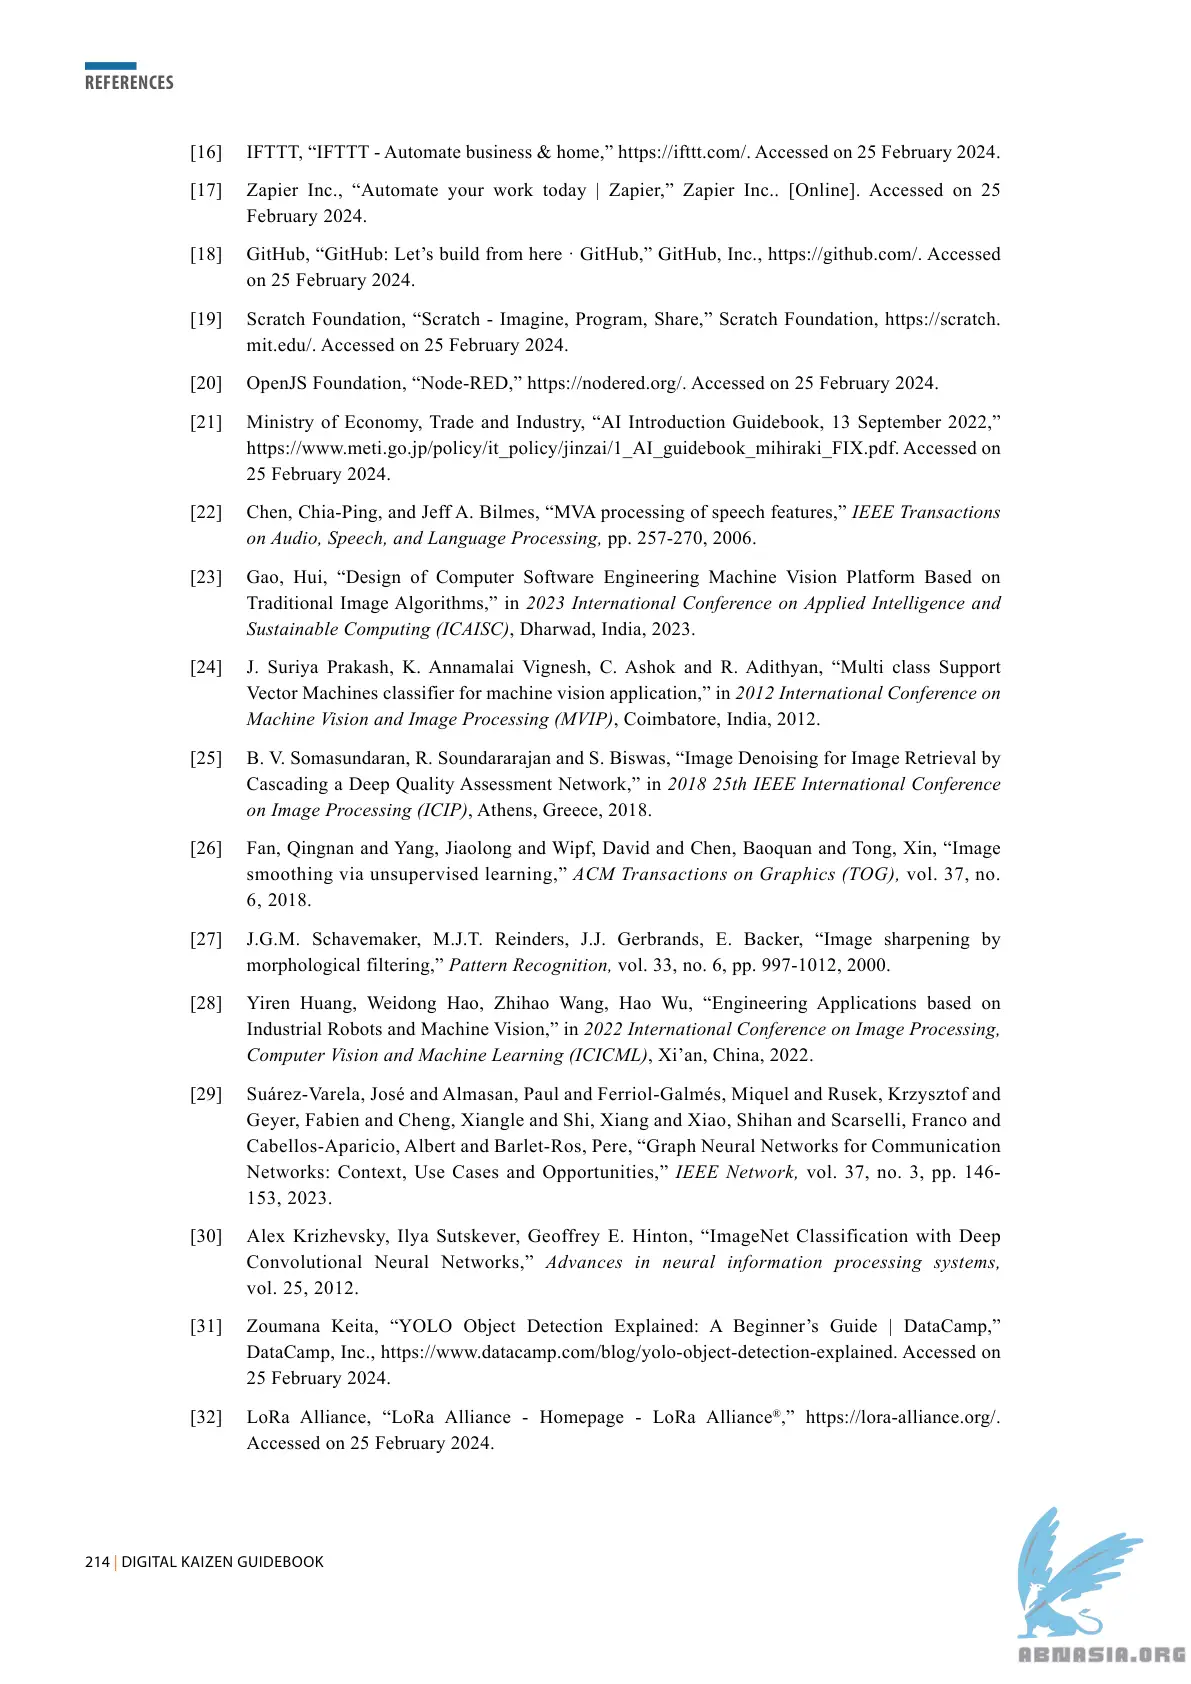 REFERENCES
[16] IFTTT, “IFTTT - Automate business & home,” https://ifttt.com/. Accessed on 25 February 2024.
[17] Zapier Inc., “Automate your work today | Zapier,” Zapier Inc.. [Online]. Accessed on 25
February 2024.
[18] GitHub, “GitHub: Let’s build from here · GitHub,” GitHub, Inc., https://github.com/. Accessed
on 25 February 2024.
[19] Scratch Foundation, “Scratch - Imagine, Program, Share,” Scratch Foundation, https://scratch.
mit.edu/. Accessed on 25 February 2024.
[20] OpenJS Foundation, “Node-RED,” https://nodered.org/. Accessed on 25 February 2024.
[21] Ministry of Economy, Trade and Industry, “AI Introduction Guidebook, 13 September 2022,”
https://www.meti.go.jp/policy/it_policy/jinzai/1_AI_guidebook_mihiraki_FIX.pdf. Accessed on
25 February 2024.
[22] Chen, Chia-Ping, and Jeff A. Bilmes, “MVA processing of speech features,” IEEE Transactions
on Audio, Speech, and Language Processing, pp. 257-270, 2006.
[23] Gao, Hui, “Design of Computer Software Engineering Machine Vision Platform Based on
Traditional Image Algorithms,” in 2023 International Conference on Applied Intelligence and
Sustainable Computing (ICAISC), Dharwad, India, 2023.
[24] J. Suriya Prakash, K. Annamalai Vignesh, C. Ashok and R. Adithyan, “Multi class Support
Vector Machines classifier for machine vision application,” in 2012 International Conference on
Machine Vision and Image Processing (MVIP), Coimbatore, India, 2012.
[25] B. V. Somasundaran, R. Soundararajan and S. Biswas, “Image Denoising for Image Retrieval by
Cascading a Deep Quality Assessment Network,” in 2018 25th IEEE International Conference
on Image Processing (ICIP), Athens, Greece, 2018.
[26] Fan, Qingnan and Yang, Jiaolong and Wipf, David and Chen, Baoquan and Tong, Xin, “Image
smoothing via unsupervised learning,” ACM Transactions on Graphics (TOG), vol. 37, no.
6, 2018.
[27] J.G.M. Schavemaker, M.J.T. Reinders, J.J. Gerbrands, E. Backer, “Image sharpening by
morphological filtering,” Pattern Recognition, vol. 33, no. 6, pp. 997-1012, 2000.
[28] Yiren Huang, Weidong Hao, Zhihao Wang, Hao Wu, “Engineering Applications based on
Industrial Robots and Machine Vision,” in 2022 International Conference on Image Processing,
Computer Vision and Machine Learning (ICICML), Xi’an, China, 2022.
[29] Suárez-Varela, José and Almasan, Paul and Ferriol-Galmés, Miquel and Rusek, Krzysztof and
Geyer, Fabien and Cheng, Xiangle and Shi, Xiang and Xiao, Shihan and Scarselli, Franco and
Cabellos-Aparicio, Albert and Barlet-Ros, Pere, “Graph Neural Networks for Communication
Networks: Context, Use Cases and Opportunities,” IEEE Network, vol. 37, no. 3, pp. 146-
153, 2023.
[30] Alex Krizhevsky, Ilya Sutskever, Geoffrey E. Hinton, “ImageNet Classification with Deep
Convolutional Neural Networks,” Advances in neural information processing systems,
vol. 25, 2012.
[31] Zoumana Keita, “YOLO Object Detection Explained: A Beginner’s Guide | DataCamp,”
DataCamp, Inc., https://www.datacamp.com/blog/yolo-object-detection-explained. Accessed on
25 February 2024.
[32] LoRa Alliance, “LoRa Alliance - Homepage - LoRa Alliance®,” https://lora-alliance.org/.
Accessed on 25 February 2024.
214 | DIGITAL KAIZEN GUIDEBOOK
ABNASIA.ORG